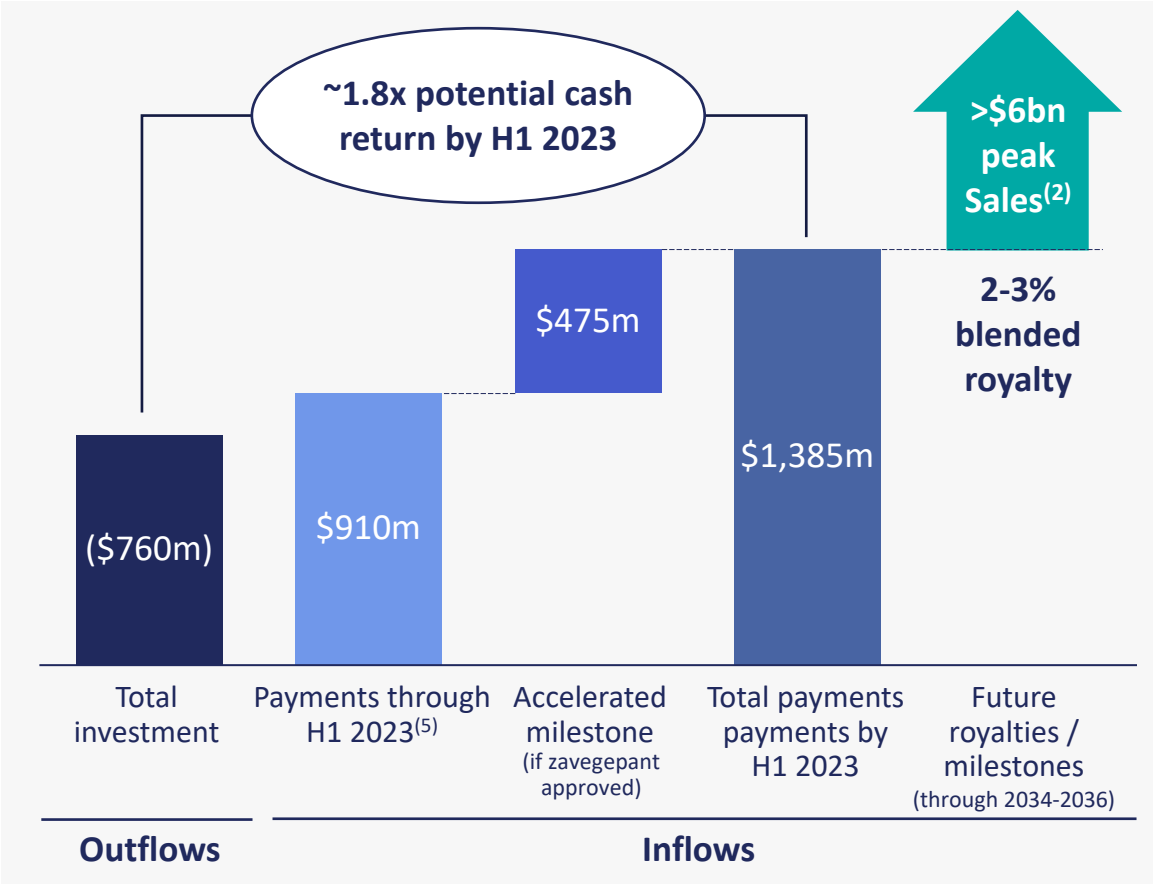 ~1.8x potential cash
return by H1 2023
>$6bn
peak
Sales(2)
2-3%
blended
royalty
($760m)
$910m
$475m
$1,385m
Total
investment
Payments through
H1 2023(5)
Accelerated
milestone
(if zavegepant
approved)
Total payments
payments by
H1 2023
Future
royalties /
milestones
(through 2034-2036)
Outflows
Inflows